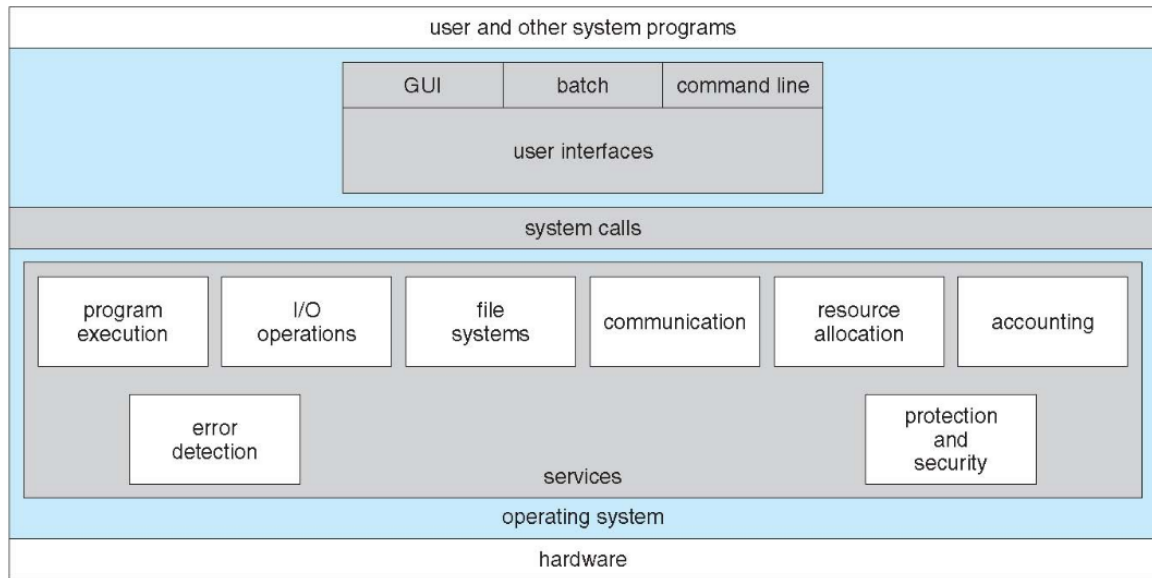 user and other system programs
GUI
batch
command line
user interfaces
system calls
program
execution
I/O
operations
file
systems
communication
resource
allocation
accounting
error
detection
protection
and
security
services
operating system
hardware